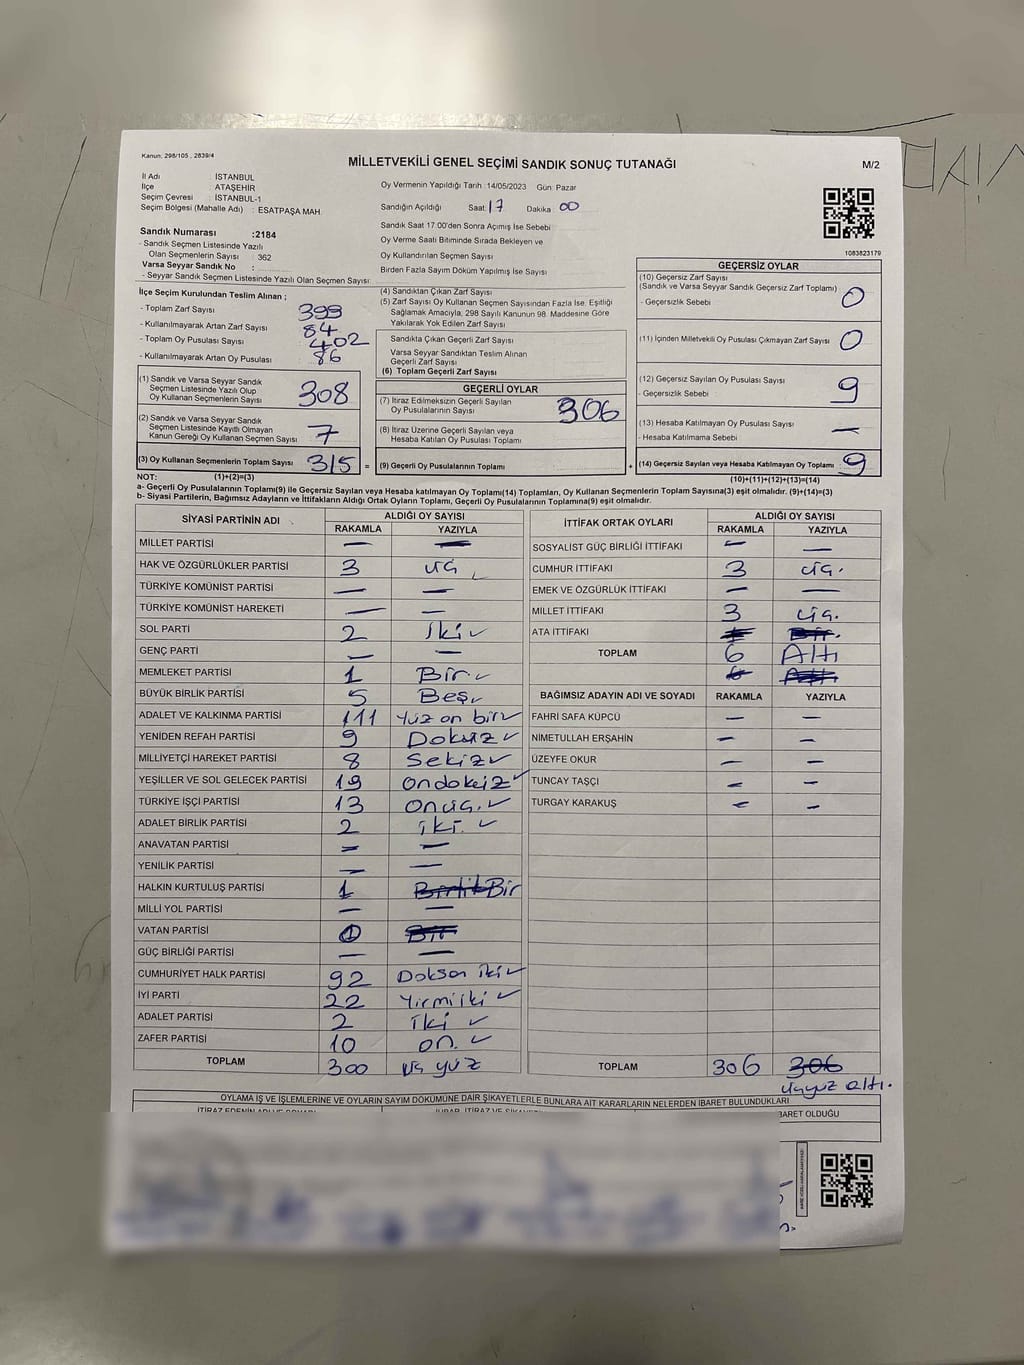 Kanun, 298/105 , 2839/4
MİLLETVEKİLİ GENEL SEÇİMİ SANDIK SONUÇ TUTANAĞI
M/2
İl Adı : İSTANBUL
İlçe : ATAŞEHİR
Seçim Çevresi : İSTANBUL-1
Seçim Bölgesi (Mahalle Adı) : ESATPAŞA MAH.
Oy Vermenin Yapıldığı Tarih :14/05/2023 Gün: Pazar
Sandığın Açıldığı Saat: 17 Dakika : 00
Sandık Saat 17.00'den Sonra Açımış İse Sebebi
Oy Verme Saati Bitiminde Sırada Bekleyen ve
Oy Kullandırılan Seçmen Sayısı
Birden Fazla Sayım Döküm Yapılmış İse Sayısı
Sandık Numarası :2184
- Sandık Seçmen Listesinde Yazılı
Olan Seçmenlerin Sayısı : 362
Varsa Seyyar Sandık No :
- Seyyar Sandık Seçmen Listesinde Yazılı Olan Seçmen Sayısı:
1083823179
İlçe Seçim Kurulundan Teslim Alınan ;
- Toplam Zarf Sayısı 399
- Kullanılmayarak Artan Zarf Sayısı 84
- Toplam Oy Pusulası Sayısı 402
- Kullanılmayarak Artan Oy Pusulası 86
(1) Sandık ve Varsa Seyyar Sandık
Seçmen Listesinde Yazılı Olup
Oy Kullanan Seçmenlerin Sayısı 308
(2) Sandık ve Varsa Seyyar Sandık
Seçmen Listesinde Kayıtlı Olmayan
Kanun Gereği Oy Kullanan Seçmen Sayısı 7
(3) Oy Kullanan Seçmenlerin Toplam Sayısı 315 =
(4) Sandıktan Çıkan Zarf Sayısı
(5) Zarf Sayısı Oy Kullanan Seçmen Sayısından Fazla İse, Eşitliği
Sağlamak Amacıyla, 298 Sayılı Kanunun 98. Maddesine Göre
Yakılarak Yok Edilen Zarf Sayısı
Sandıkta Çıkan Geçerli Zarf Sayısı
Varsa Seyyar Sandıktan Teslim Alınan
Geçerli Zarf Sayısı
(6) Toplam Geçerli Zarf Sayısı
GEÇERLİ OYLAR
(7) İtiraz Edilmeksizin Geçerli Sayılan
Oy Pusulalarının Sayısı 306
(8) İtiraz Üzerine Geçerli Sayılan veya
Hesaba Katılan Oy Pusulası Toplamı
(9) Geçerli Oy Pusulalarının Toplamı +
GEÇERSİZ OYLAR
(10) Geçersiz Zarf Sayısı
(Sandık ve Varsa Seyyar Sandık Geçersiz Zarf Toplamı) 0
- Geçersizlik Sebebi :
(11) İçinden Milletvekili Oy Pusulası Çıkmayan Zarf Sayısı 0
(12) Geçersiz Sayılan Oy Pusulası Sayısı 9
- Geçersizlik Sebebi :
(13) Hesaba Katılmayan Oy Pusulası Sayısı —
- Hesaba Katılmama Sebebi
(14) Geçersiz Sayılan veya Hesaba Katılmayan Oy Toplamı 9
NOT: (1)+(2)=(3) (10)+(11)+(12)+(13)=(14)
a- Geçerli Oy Pusulalarının Toplamı(9) ile Geçersiz Sayılan veya Hesaba katılmayan Oy Toplamı(14) Toplamları, Oy Kullanan Seçmenlerin Toplam Sayısına(3) eşit olmalıdır. (9)+(14)=(3)
b- Siyasi Partilerin, Bağımsız Adayların ve İttifakların Aldığı Ortak Oyların Toplamı, Geçerli Oy Pusulalarının Toplamına(9) eşit olmalıdır.
SİYASİ PARTİNİN ADI ALDIĞI OY SAYISI
RAKAMLA YAZIYLA
MİLLET PARTİSİ — —
HAK VE ÖZGÜRLÜKLER PARTİSİ 3 üç
TÜRKİYE KOMÜNİST PARTİSİ — —
TÜRKİYE KOMÜNİST HAREKETİ — —
SOL PARTİ 2 İki ✓
GENÇ PARTİ — —
MEMLEKET PARTİSİ 1 Bir ✓
BÜYÜK BİRLİK PARTİSİ 5 Beş ✓
ADALET VE KALKINMA PARTİSİ 111 Yüz on bir ✓
YENİDEN REFAH PARTİSİ 9 Dokuz ✓
MİLLİYETÇİ HAREKET PARTİSİ 8 Sekiz ✓
YEŞİLLER VE SOL GELECEK PARTİSİ 19 Ondokuz ✓
TÜRKİYE İŞÇİ PARTİSİ 13 Onüç. ✓
ADALET BİRLİK PARTİSİ 2 iki. ✓
ANAVATAN PARTİSİ = —
YENİLİK PARTİSİ — —
HALKIN KURTULUŞ PARTİSİ 1 Bir
MİLLİ YOL PARTİSİ — —
VATAN PARTİSİ
GÜÇ BİRLİĞİ PARTİSİ — —
CUMHURİYET HALK PARTİSİ 92 Doksan iki ✓
İYİ PARTİ 22 Yirmi iki ✓
ADALET PARTİSİ 2 İki ✓
ZAFER PARTİSİ 10 on. ✓
TOPLAM 300 üç yüz
İTTİFAK ORTAK OYLARI ALDIĞI OY SAYISI
RAKAMLA YAZIYLA
SOSYALİST GÜÇ BİRLİĞİ İTTİFAKI — —
CUMHUR İTTİFAKI 3 üç.
EMEK VE ÖZGÜRLÜK İTTİFAKI — —
MİLLET İTTİFAKI 3 üç.
ATA İTTİFAKI
TOPLAM 6 Altı
BAĞIMSIZ ADAYIN ADI VE SOYADI RAKAMLA YAZIYLA
FAHRİ SAFA KÜPCÜ — —
NİMETULLAH ERŞAHİN — —
ÜZEYFE OKUR — —
TUNCAY TAŞÇI — —
TURGAY KARAKUŞ — —
TOPLAM 306 306
üçyüz altı.
OYLAMA İŞ VE İŞLEMLERİNE VE OYLARIN SAYIM DÖKÜMÜNE DAİR ŞİKAYETLERLE BUNLARA AİT KARARLARIN NELERDEN İBARET BULUNDUKLARI
BARET OLDUĞU